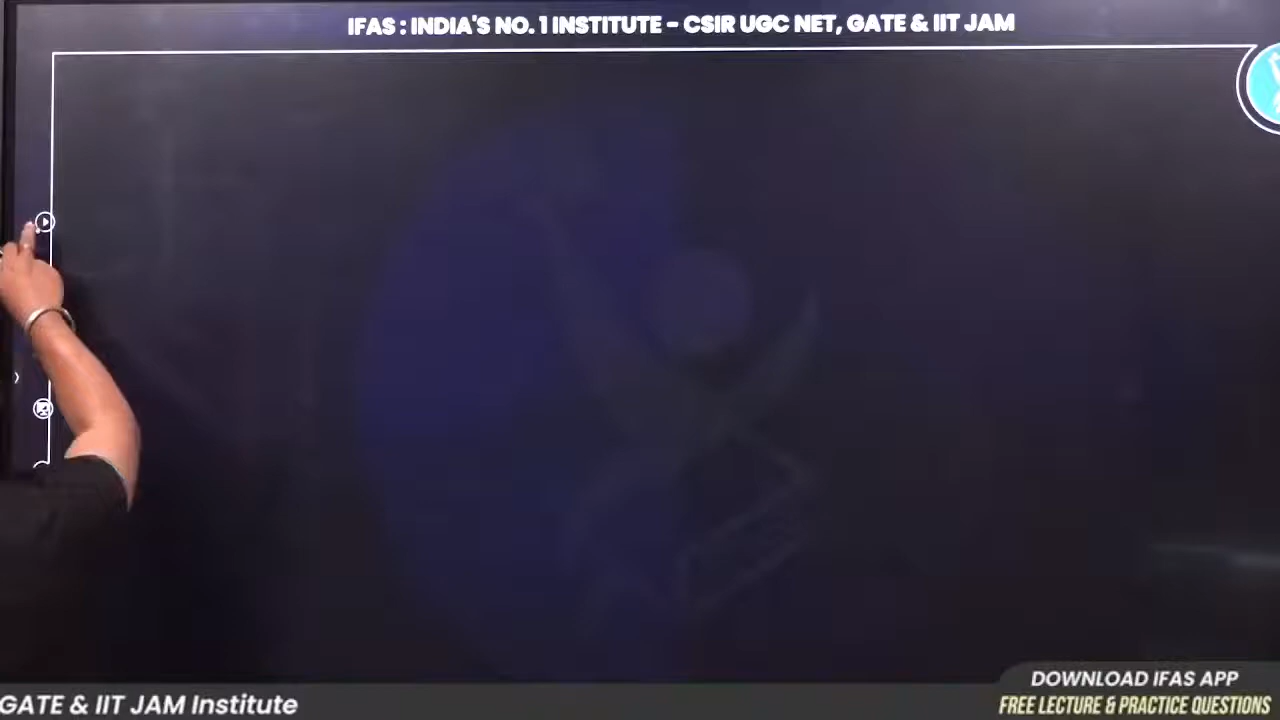 IFAS : INDIA'S NO. 1 INSTITUTE - CSIR UGC NET, GATE & IIT JAM
DOWNLOAD IFAS APP
GATE & IIT JAM Institute
FREE LECTURE & PRACTICE QUESTIONS